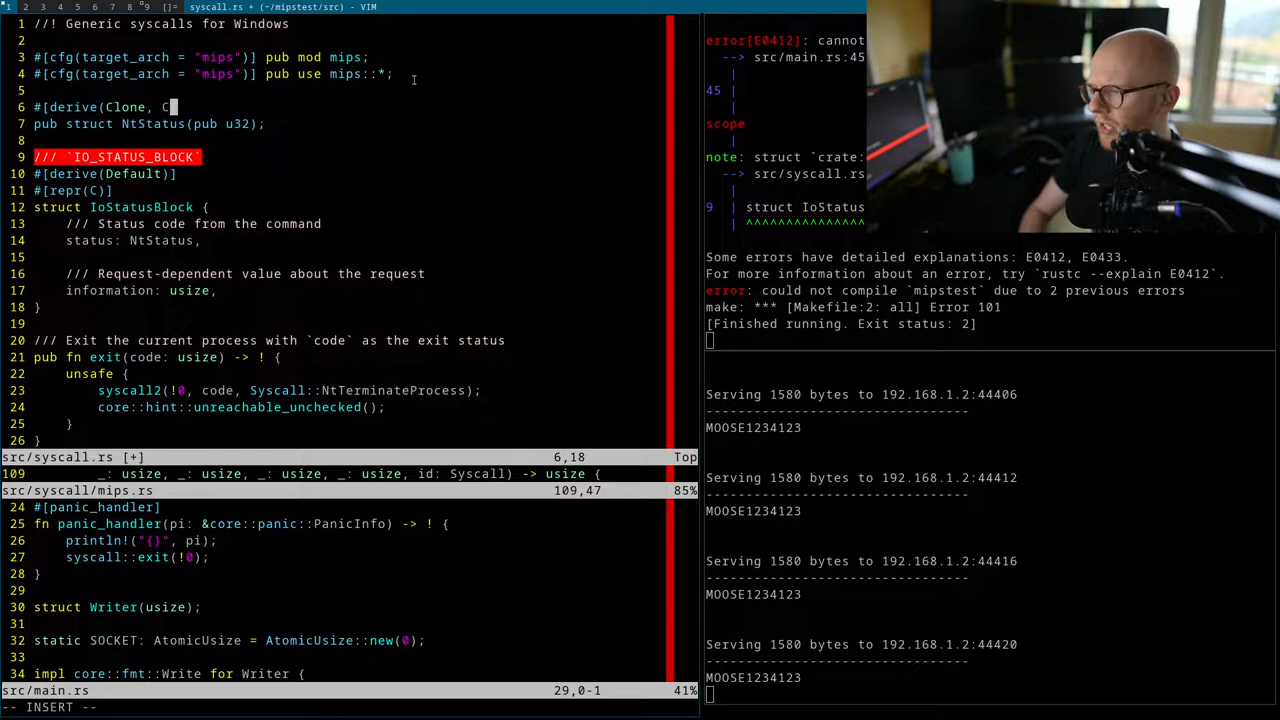 1 2 3 4 5 6 7 8 9 []= syscall.rs + (~/mipstest/src) - VIM
1 //! Generic syscalls for Windows
2
3 #[cfg(target_arch = "mips")] pub mod mips;
4 #[cfg(target_arch = "mips")] pub use mips::*;
5
6 #[derive(Clone, C
7 pub struct NtStatus(pub u32);
8
9 /// `IO_STATUS_BLOCK`
10 #[derive(Default)]
11 #[repr(C)]
12 struct IoStatusBlock {
13 /// Status code from the command
14 status: NtStatus,
15
16 /// Request-dependent value about the request
17 information: usize,
18 }
19
20 /// Exit the current process with `code` as the exit status
21 pub fn exit(code: usize) -> ! {
22 unsafe {
23 syscall2(!0, code, Syscall::NtTerminateProcess);
24 core::hint::unreachable_unchecked();
25 }
26 }
src/syscall.rs [+] 6,18 Top
109 _: usize, _: usize, _: usize, _: usize, id: Syscall) -> usize {
src/syscall/mips.rs 109,47 85%
24 #[panic_handler]
25 fn panic_handler(pi: &core::panic::PanicInfo) -> ! {
26 println!("{}", pi);
27 syscall::exit(!0);
28 }
29
30 struct Writer(usize);
31
32 static SOCKET: AtomicUsize = AtomicUsize::new(0);
33
34 impl core::fmt::Write for Writer {
src/main.rs 29,0-1 41%
-- INSERT --
error[E0412]: cannot
--> src/main.rs:45
|
45 |
|
scope
|
note: struct `crate:
--> src/syscall.rs
|
9 | struct IoStatus
| ^^^^^^^^^^^^^^^
Some errors have detailed explanations: E0412, E0433.
For more information about an error, try `rustc --explain E0412`.
error: could not compile `mipstest` due to 2 previous errors
make: *** [Makefile:2: all] Error 101
[Finished running. Exit status: 2]
Serving 1580 bytes to 192.168.1.2:44406
--------------------------------
MOOSE1234123
Serving 1580 bytes to 192.168.1.2:44412
--------------------------------
MOOSE1234123
Serving 1580 bytes to 192.168.1.2:44416
--------------------------------
MOOSE1234123
Serving 1580 bytes to 192.168.1.2:44420
--------------------------------
MOOSE1234123